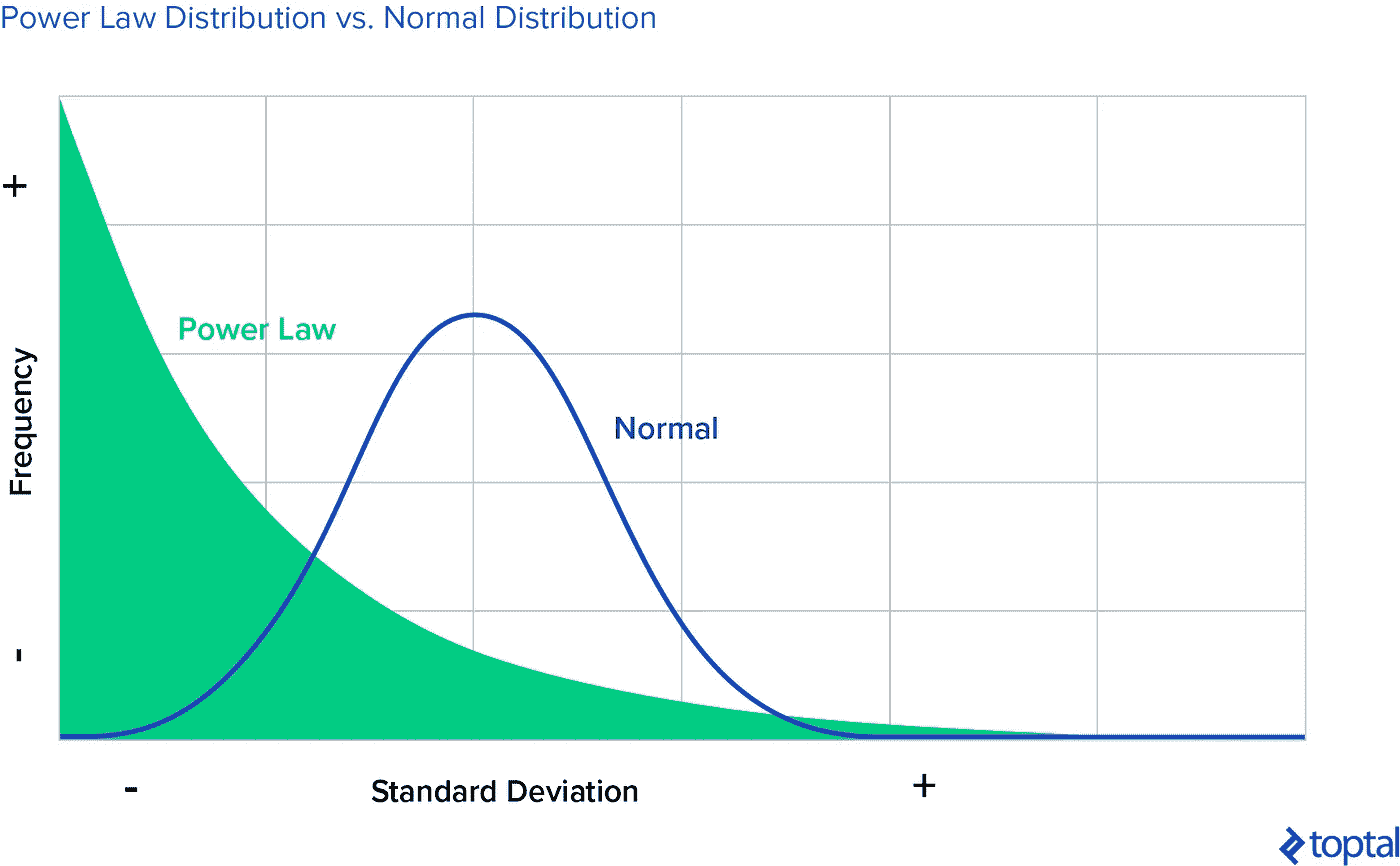 Power Law Distribution vs. Normal Distribution
+
Power Law
Frequency
Normal
-
-
Standard Deviation
+
toptal